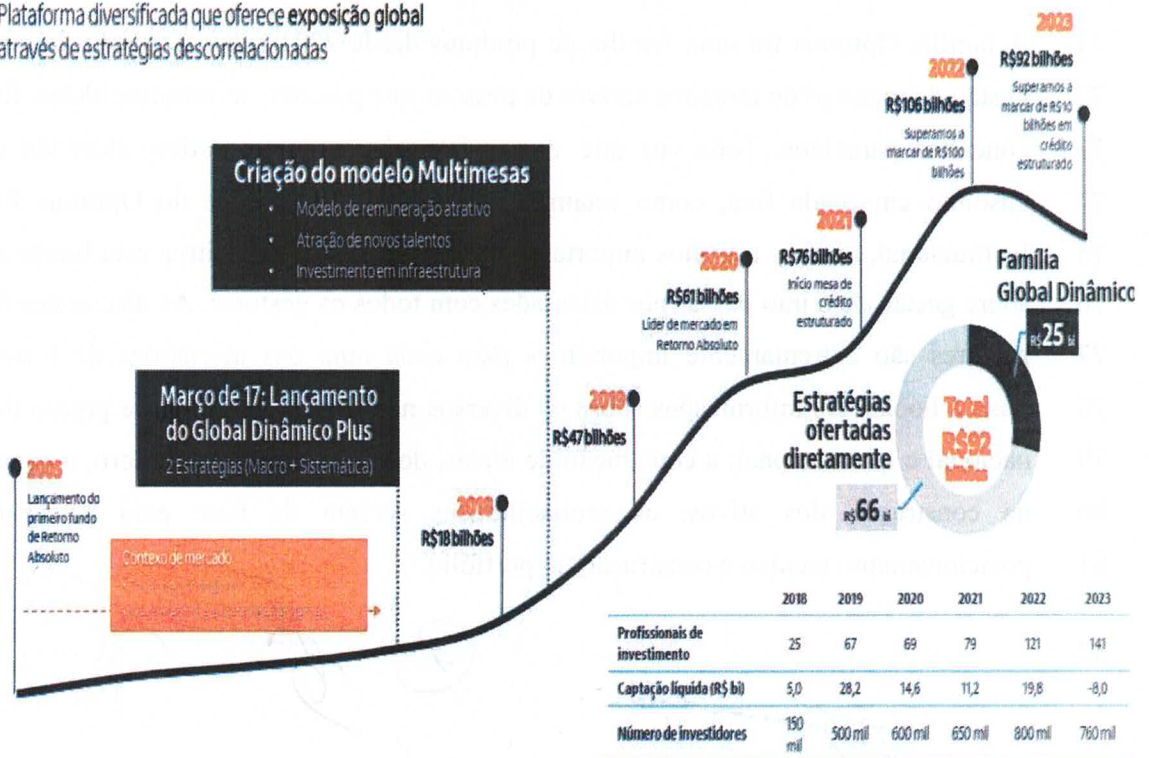 Plataforma diversificada que oferece exposição global
através de estratégias descorrelacionadas
2005
Lançamento do
primeiro fundo
de Retorno
Absoluto
Contexo de mercado
Março de 17: Lançamento
do Global Dinâmico Plus
2 Estratégias (Macro + Sistemática)
Criação do modelo Multimesas
• Modelo de remuneração atrativo
• Atração de novos talentos
• Investimento em infraestrutura
2018
R$18 bilhões
2019
R$47 bilhões
2020
R$61 bilhões
Líder de mercado em
Retorno Absoluto
2021
R$76 bilhões
Início mesa de
crédito
estruturado
2022
R$106 bilhões
Superamos a
marcar de R$100
bilhões
2023
R$92 bilhões
Superamos a
marcar de R$10
bilhões em
crédito
estruturado
Família
Global Dinâmico
R$25 bi
Estratégias
ofertadas
diretamente
R$66 bi
Total
R$92
bilhões
2018 2019 2020 2021 2022 2023
Profissionais de
investimento
25 67 69 79 121 141
Captação líquida (R$ bi) 5,0 28,2 14,6 11,2 19,8 -8,0
Número de investidores 150
mil
500 mil 600 mil 650 mil 800 mil 760 mil